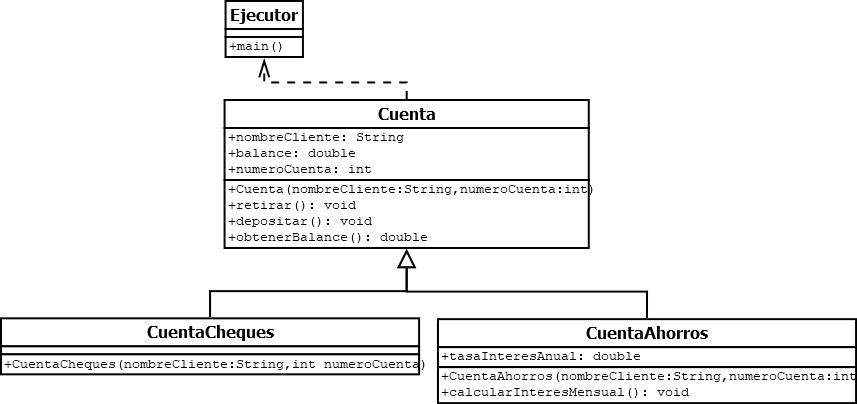 Ejecutor
+main()
Cuenta
+nombreCliente: String
+balance: double
+numeroCuenta: int
+Cuenta(nombreCliente:String,numeroCuenta:int)
+retirar(): void
+depositar(): void
+obtenerBalance(): double
CuentaCheques
+CuentaCheques(nombreCliente:String,int numeroCuenta)
CuentaAhorros
+tasaInteresAnual: double
+CuentaAhorros(nombreCliente:String,numeroCuenta:int
+calcularInteresMensual(): void